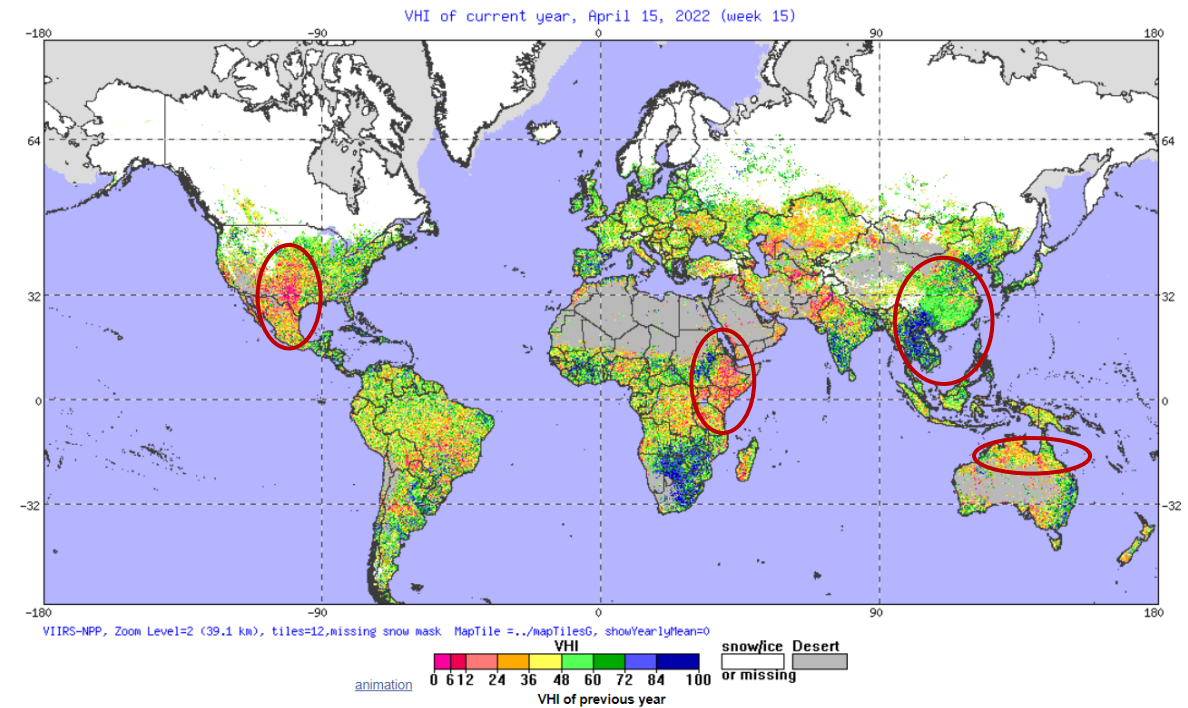 VHI of current year, April 15, 2022 (week 15)
-180 -90 0 90 180
64 64
32 32
0 0
-32 -32
-180 -90 0 90 180
VIIRS-NPP, Zoom Level=2 (39.1 km), tiles=12,missing snow mask MapTile =../mapTilesG, showYearlyMean=0
VHI snow/ice Desert
0 6 12 24 36 48 60 72 84 100 or missing
animation
VHI of previous year